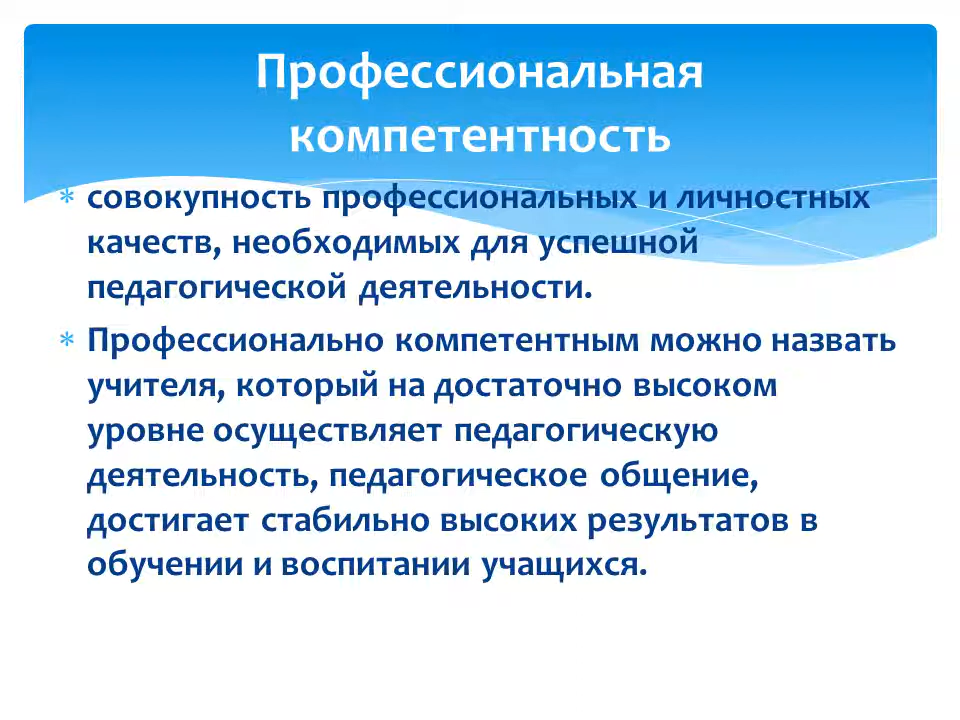 Профессиональная
компетентность
* совокупность профессиональных и личностных
качеств, необходимых для успешной
педагогической деятельности.
* Профессионально компетентным можно назвать
учителя, который на достаточно высоком
уровне осуществляет педагогическую
деятельность, педагогическое общение,
достигает стабильно высоких результатов в
обучении и воспитании учащихся.